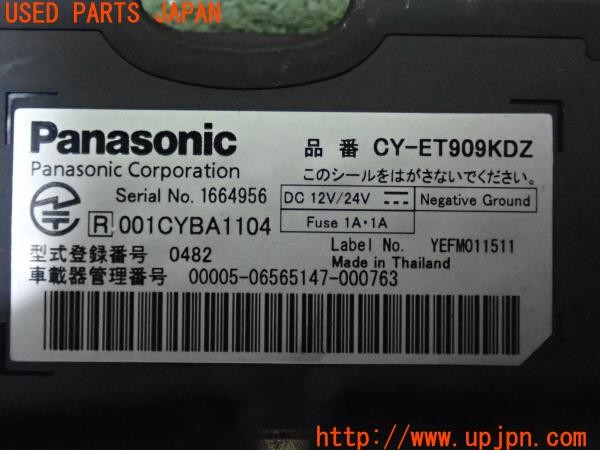 USED PARTS JAPAN
Panasonic
Panasonic Corporation
品 番 CY-ET909KDZ
このシールをはがさないでください。
Serial No. 1664956
DC 12V/24V
Negative Ground
Fuse 1A・1A
R 001CYBA1104
Label No. YEFM011511
Made in Thailand
型式登録番号 0482
車載器管理番号 00005-06565147-000763
http://www.upjpn.com